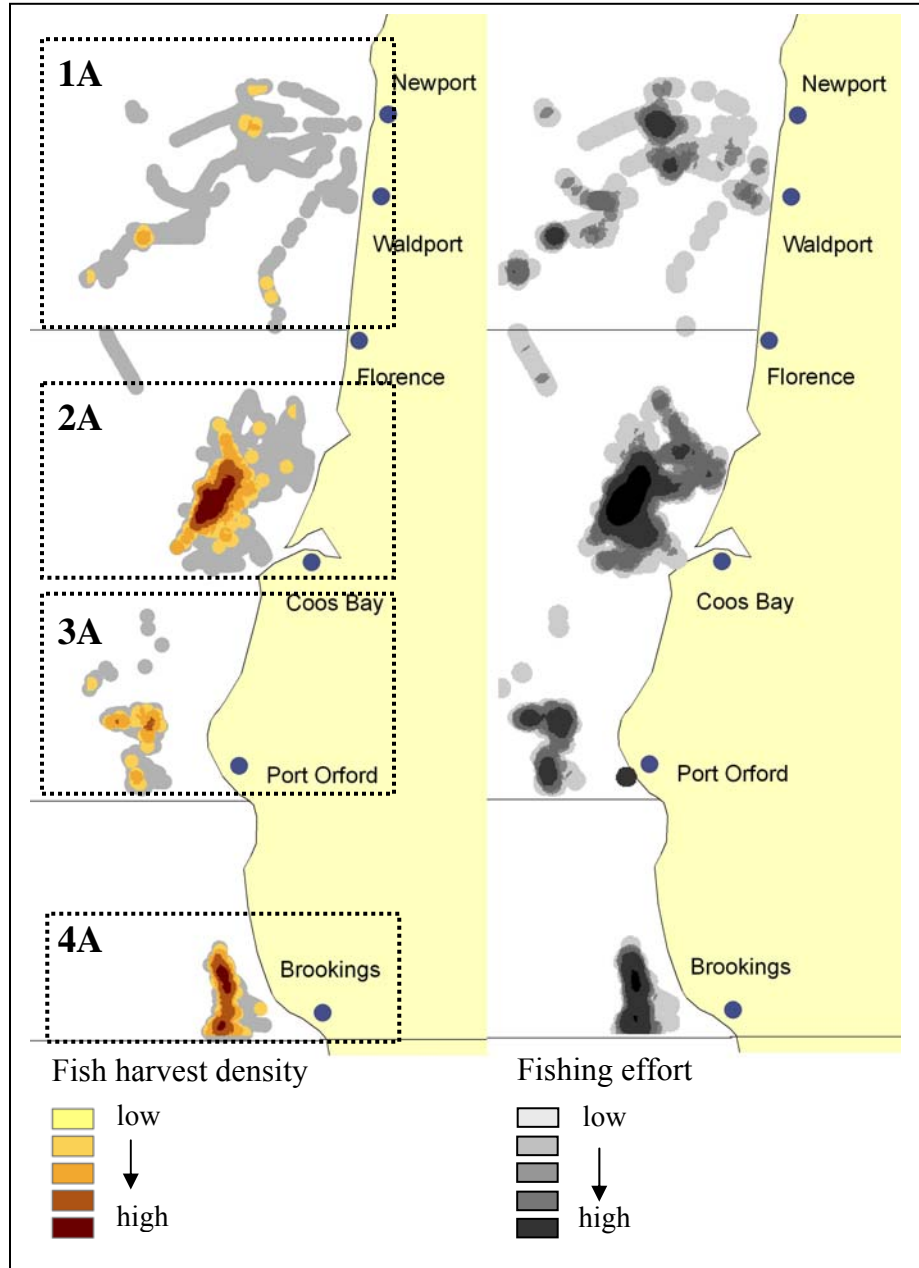 1A
Newport
Waldport
Florence
2A
Coos Bay
3A
Port Orford
4A
Brookings
Newport
Waldport
Florence
Coos Bay
Port Orford
Brookings
Fish harvest density
low
high
Fishing effort
low
high